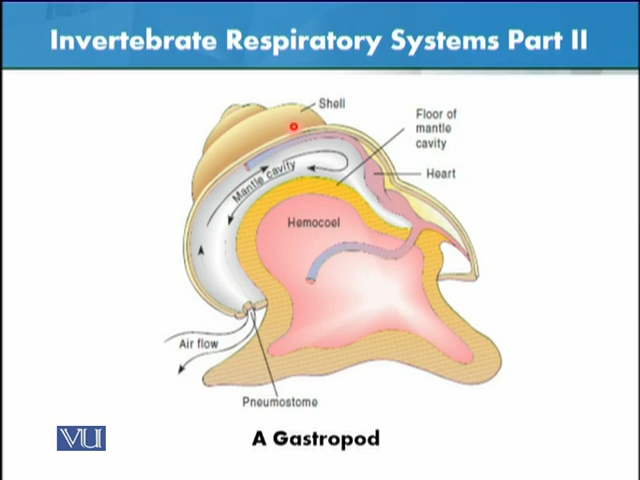 Invertebrate Respiratory Systems Part II
Shell
Floor of
mantle
cavity
Heart
Mantle cavity
Hemocoel
Air flow
Pneumostome
VU
A Gastropod